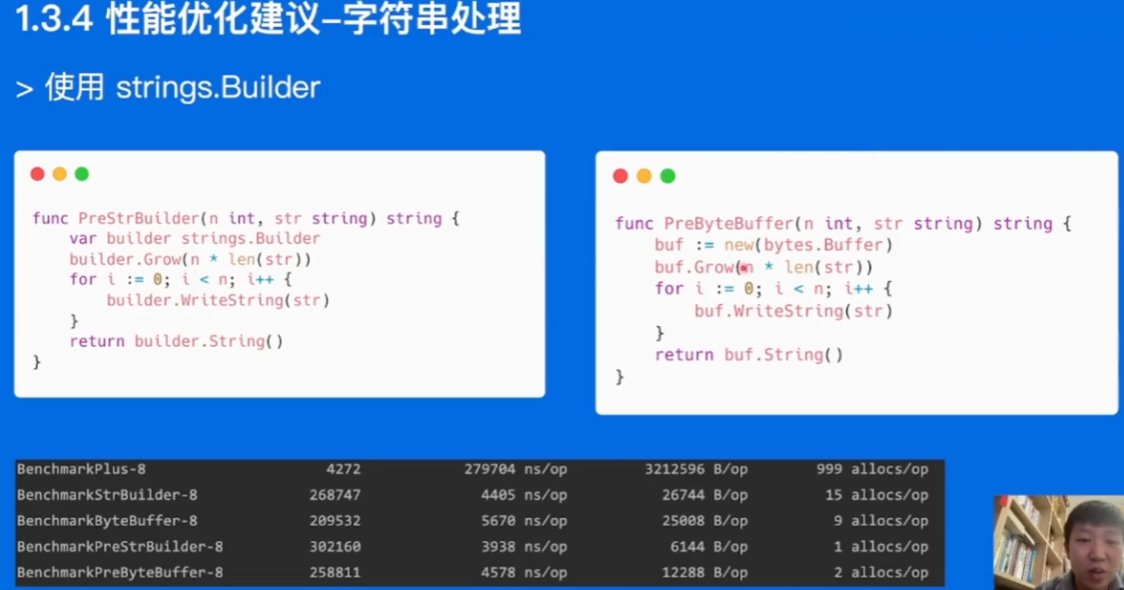 1.3.4 性能优化建议-字符串处理
> 使用 strings.Builder
func PreStrBuilder(n int, str string) string {
    var builder strings.Builder
    builder.Grow(n * len(str))
    for i := 0; i < n; i++ {
        builder.WriteString(str)
    }
    return builder.String()
}
func PreByteBuffer(n int, str string) string {
    buf := new(bytes.Buffer)
    buf.Grow(n * len(str))
    for i := 0; i < n; i++ {
        buf.WriteString(str)
    }
    return buf.String()
}
BenchmarkPlus-8 4272 279704 ns/op 3212596 B/op 999 allocs/op
BenchmarkStrBuilder-8 268747 4405 ns/op 26744 B/op 15 allocs/op
BenchmarkByteBuffer-8 209532 5670 ns/op 25008 B/op 9 allocs/op
BenchmarkPreStrBuilder-8 302160 3938 ns/op 6144 B/op 1 allocs/op
BenchmarkPreByteBuffer-8 258811 4578 ns/op 12288 B/op 2 allocs/op